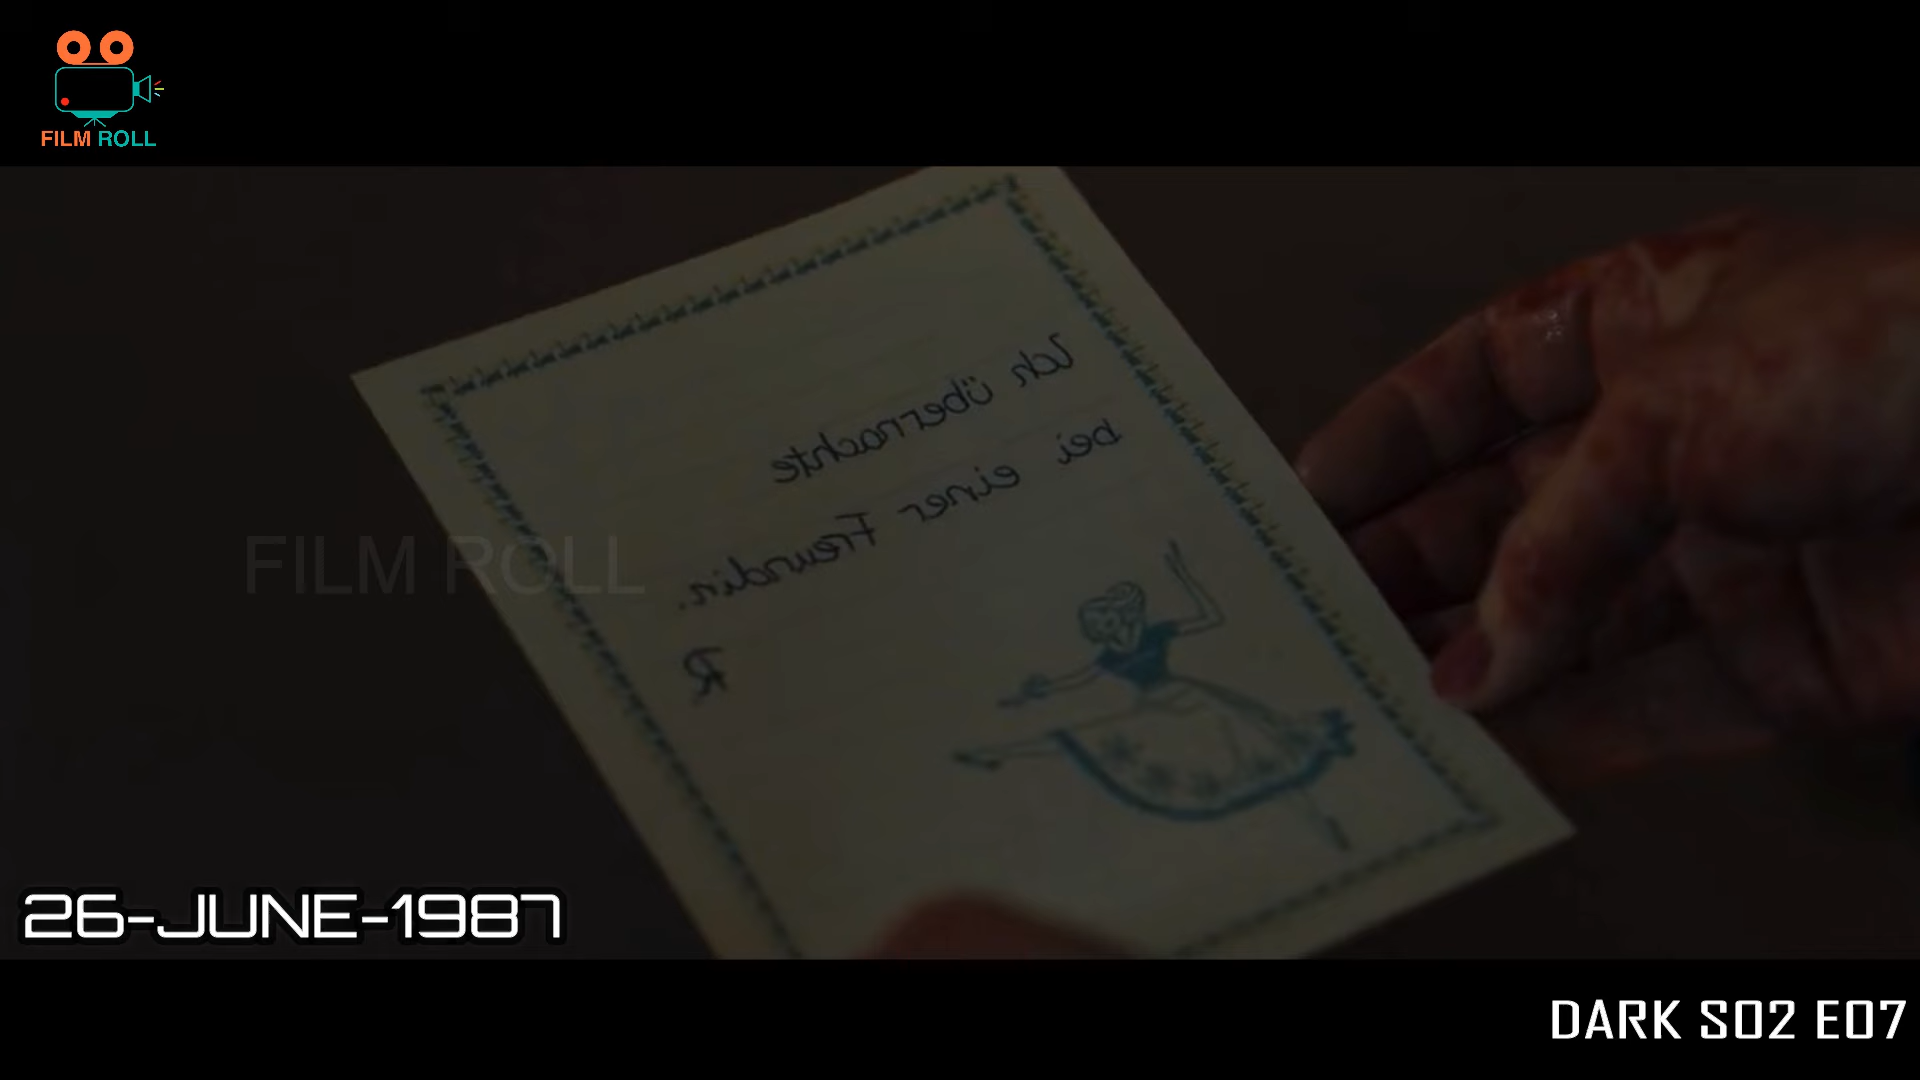 FILM ROLL
Ich übernachte
bei einer Freundin.
R
FILM ROLL
26-JUNE-1987
DARK S02 E07